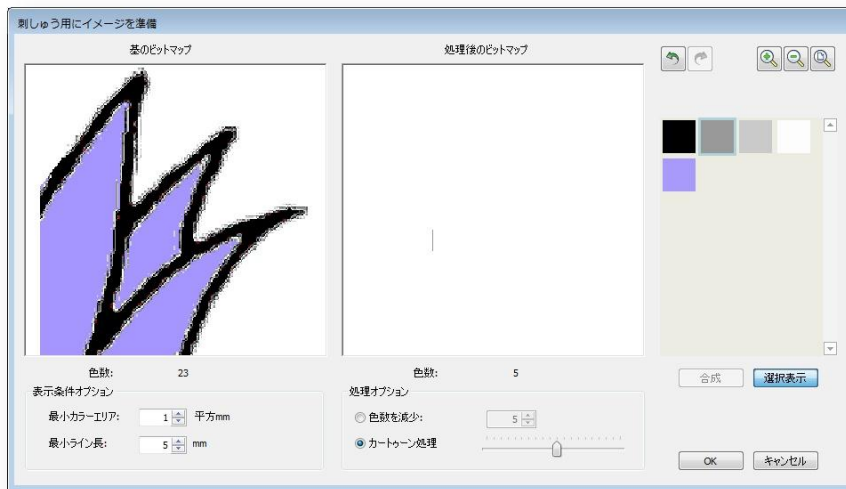 刺しゅう用にイメージを準備
基のビットマップ
処理後のビットマップ
色数: 23
色数: 5
合成
選択表示
表示条件オプション
最小カラーエリア: 1 平方mm
最小ライン長: 5 mm
処理オプション
色数を減少: 5
カートゥーン処理
OK
キャンセル